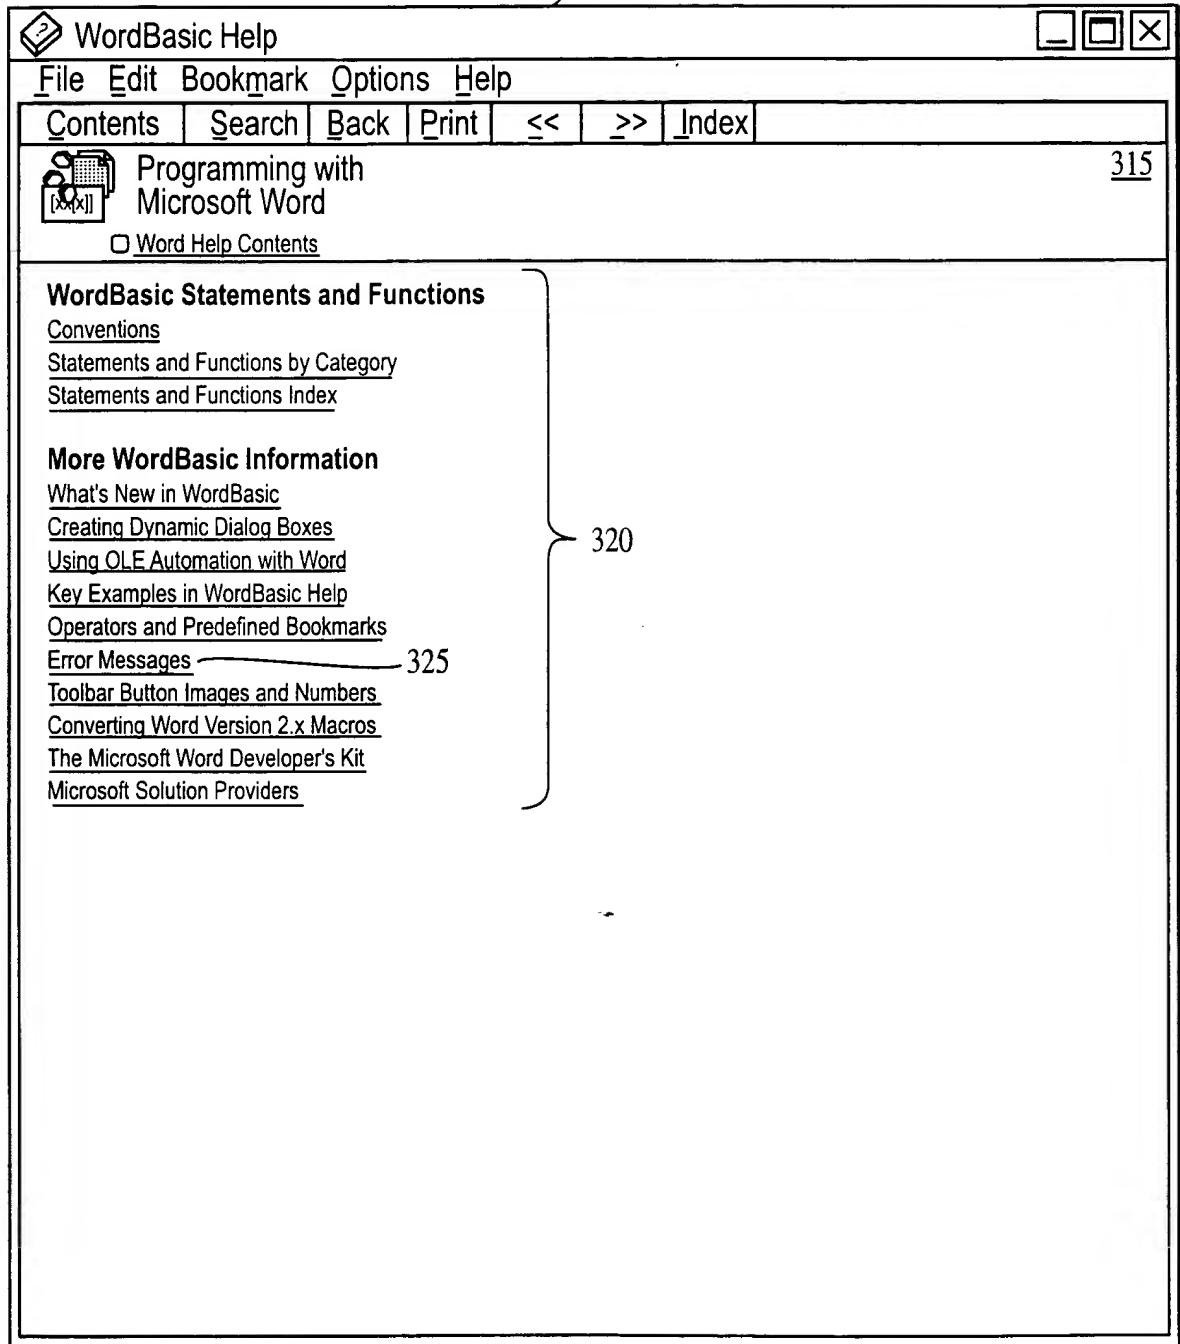 WordBasic Help
File Edit Bookmark Options Help
Contents Search Back Print << >> Index
315
Programming with
Microsoft Word
Word Help Contents
WordBasic Statements and Functions
Conventions
Statements and Functions by Category
Statements and Functions Index
More WordBasic Information
What's New in WordBasic
Creating Dynamic Dialog Boxes
Using OLE Automation with Word
320
Key Examples in WordBasic Help
Operators and Predefined Bookmarks
Error Messages 325
Toolbar Button Images and Numbers
Converting Word Version 2.x Macros
The Microsoft Word Developer's Kit
Microsoft Solution Providers